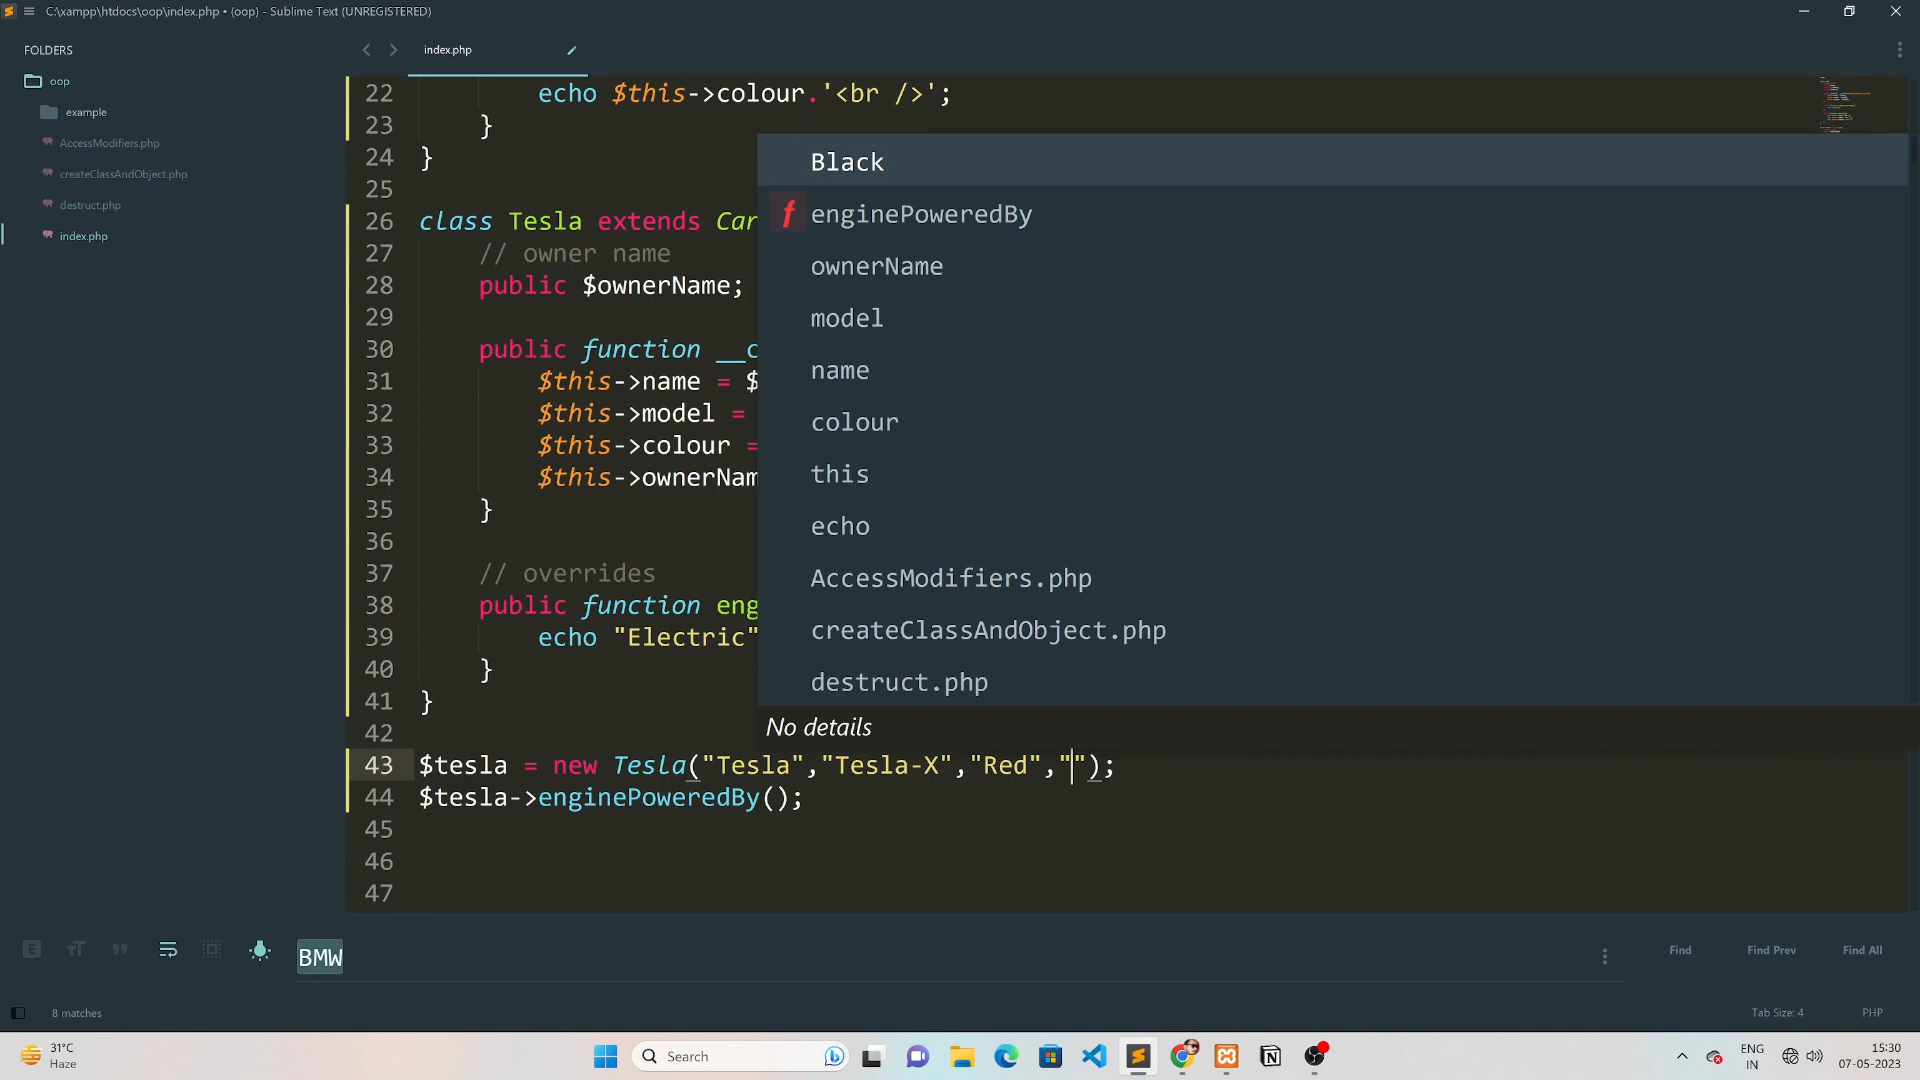 C:\xampp\htdocs\oop\index.php • (oop) - Sublime Text (UNREGISTERED)
FOLDERS
oop
example
AccessModifiers.php
createClassAndObject.php
destruct.php
index.php
index.php
22 echo $this->colour.'<br />';
23 }
24 }
25
26 class Tesla extends Car
27 // owner name
28 public $ownerName;
29
30 public function __c
31 $this->name = $
32 $this->model =
33 $this->colour =
34 $this->ownerNam
35 }
36
37 // overrides
38 public function eng
39 echo "Electric"
40 }
41 }
42
43 $tesla = new Tesla("Tesla","Tesla-X","Red","");
44 $tesla->enginePoweredBy();
45
46
47
Black
f enginePoweredBy
ownerName
model
name
colour
this
echo
AccessModifiers.php
createClassAndObject.php
destruct.php
No details
BMW
Find
Find Prev
Find All
8 matches
Tab Size: 4
PHP
31°C
Haze
Search
ENG
IN
15:30
07-05-2023